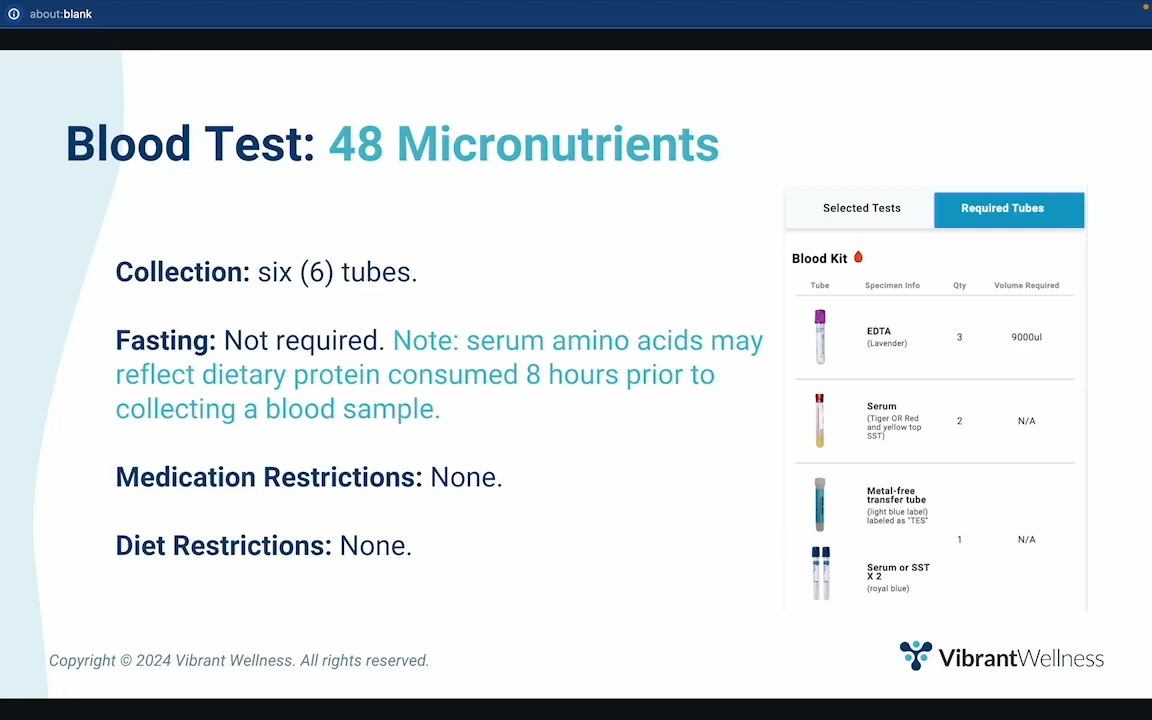 about:blank
Blood Test: 48 Micronutrients
Collection: six (6) tubes.
Fasting: Not required. Note: serum amino acids may
reflect dietary protein consumed 8 hours prior to
collecting a blood sample.
Medication Restrictions: None.
Diet Restrictions: None.
Selected Tests Required Tubes
Blood Kit
Tube Specimen Info Qty Volume Required
EDTA
(Lavender)
3 9000ul
Serum
(Tiger OR Red
and yellow top
SST)
2 N/A
Metal-free
transfer tube
(light blue label)
labeled as "TES"
1 N/A
Serum or SST
X 2
(royal blue)
Copyright © 2024 Vibrant Wellness. All rights reserved.
VibrantWellness